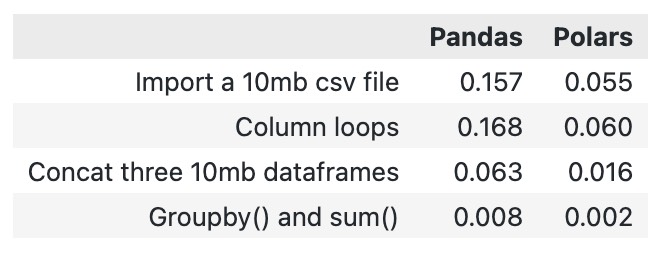 Pandas Polars
Import a 10mb csv file 0.157 0.055
Column loops 0.168 0.060
Concat three 10mb dataframes 0.063 0.016
Groupby() and sum() 0.008 0.002